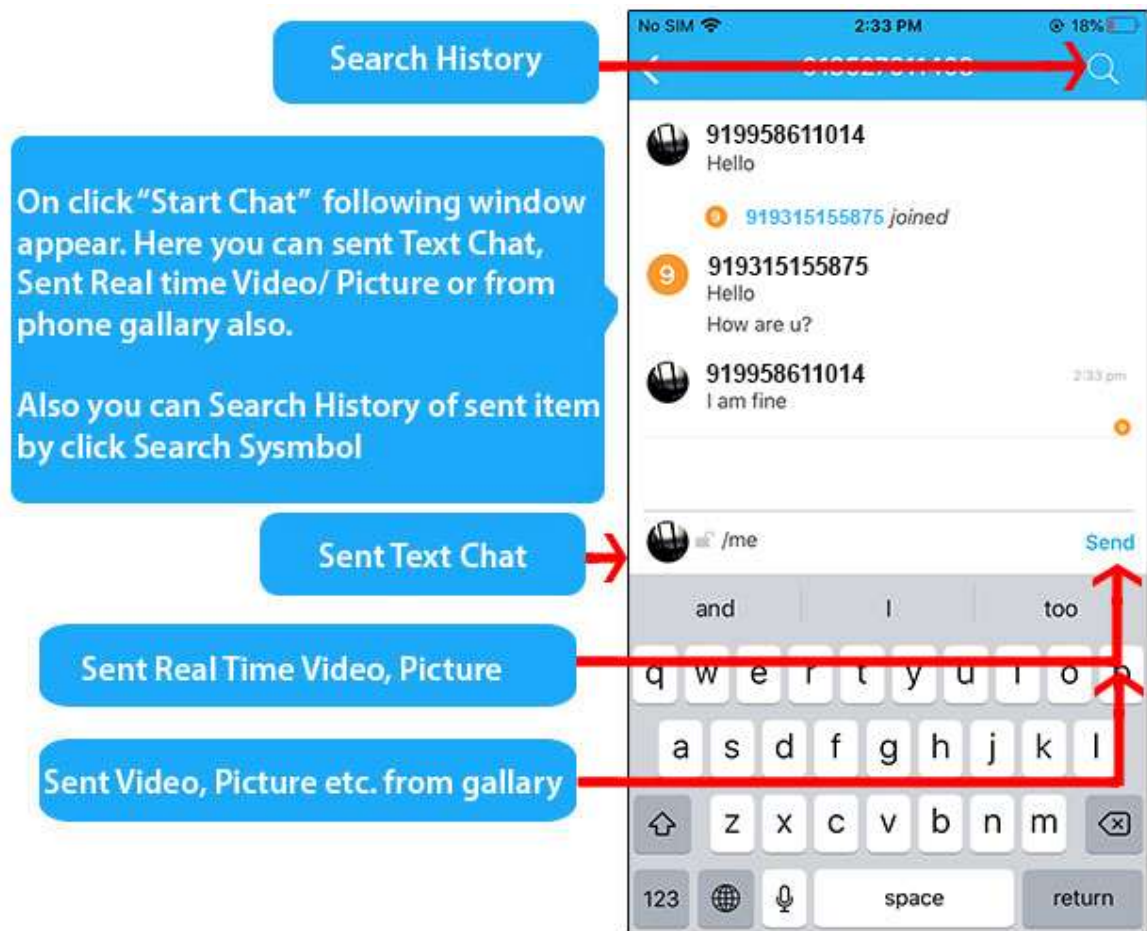 No SIM 2:33 PM 18%
Search History
919958611014
Hello
919315155875 joined
On click "Start Chat" following window
appear. Here you can sent Text Chat,
Sent Real time Video/ Picture or from
phone gallary also.
Also you can Search History of sent item
by click Search Sysmbol
9
919315155875
Hello
How are u?
919958611014 2:33 pm
I am fine
Sent Text Chat
/me Send
and I too
Sent Real Time Video, Picture
q w e r t y u i o p
a s d f g h j k l
Sent Video, Picture etc. from gallary
z x c v b n m
123 space return